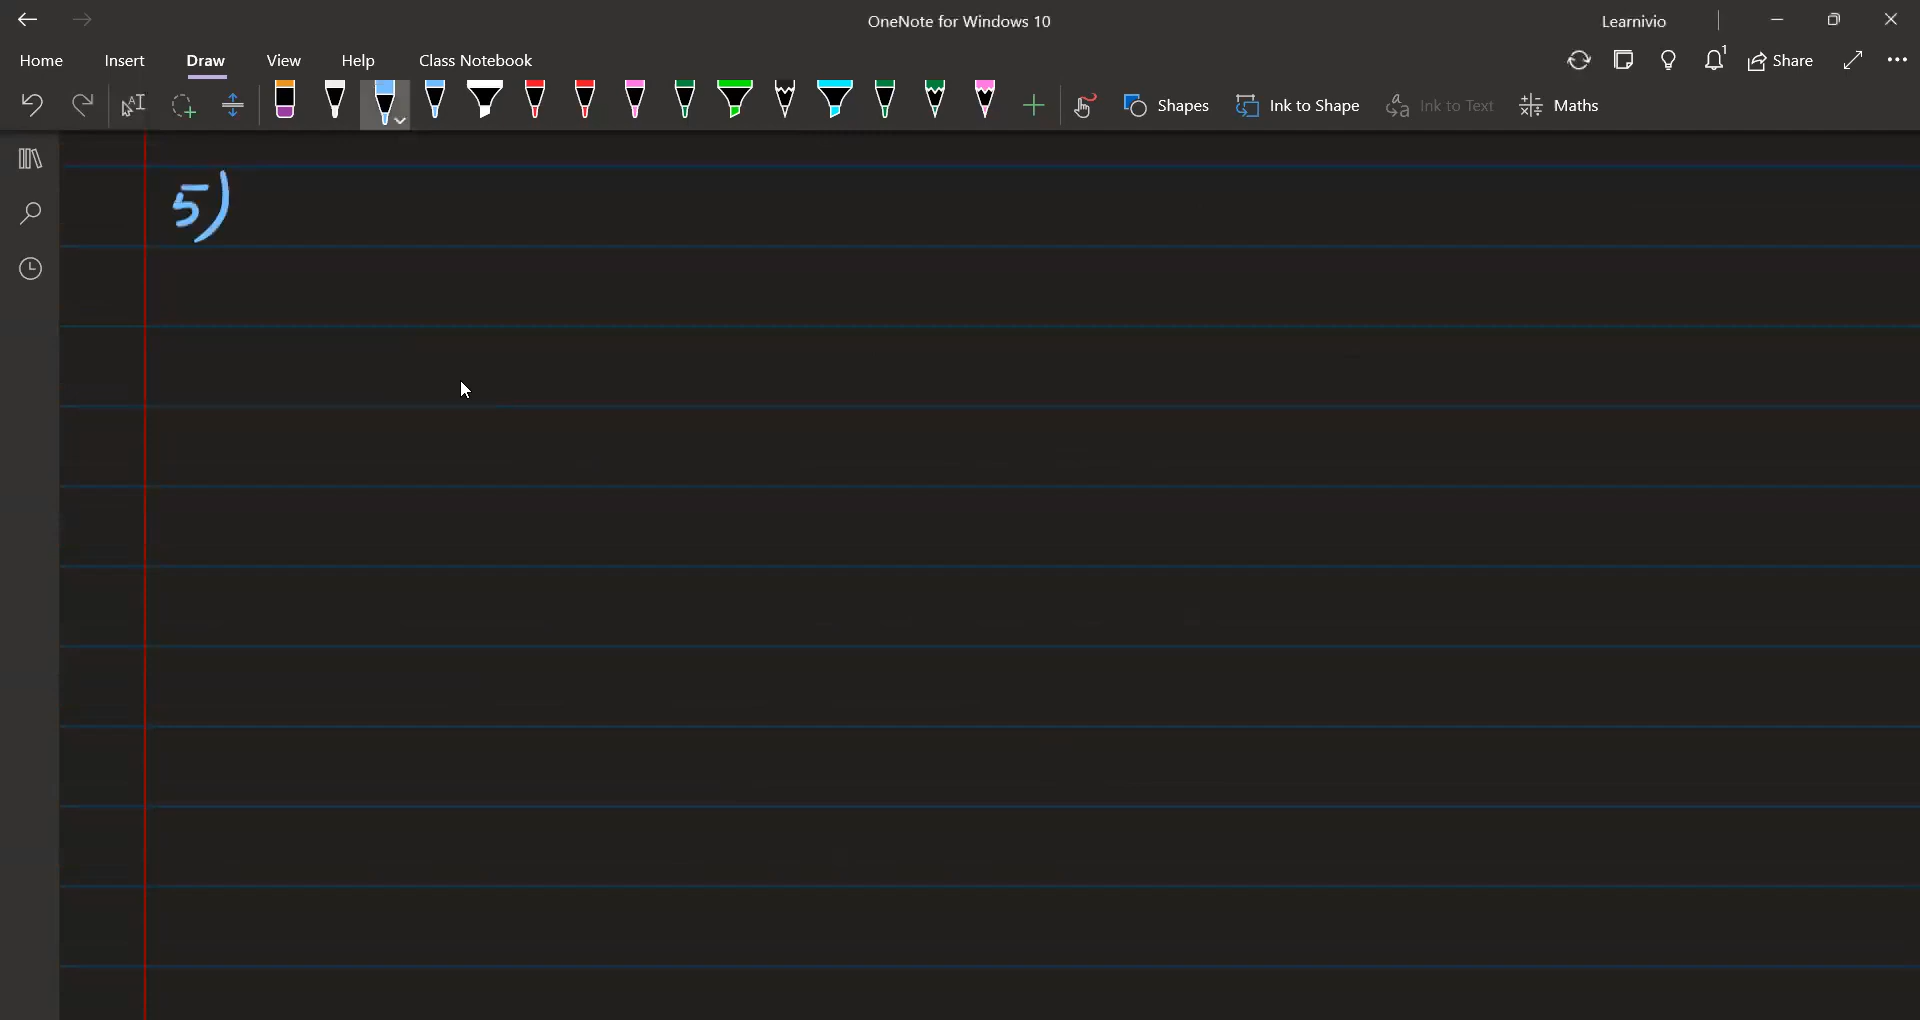 OneNote for Windows 10
Learnivio
Home Insert Draw View Help Class Notebook
1
Share
Shapes Ink to Shape Ink to Text Maths
5)